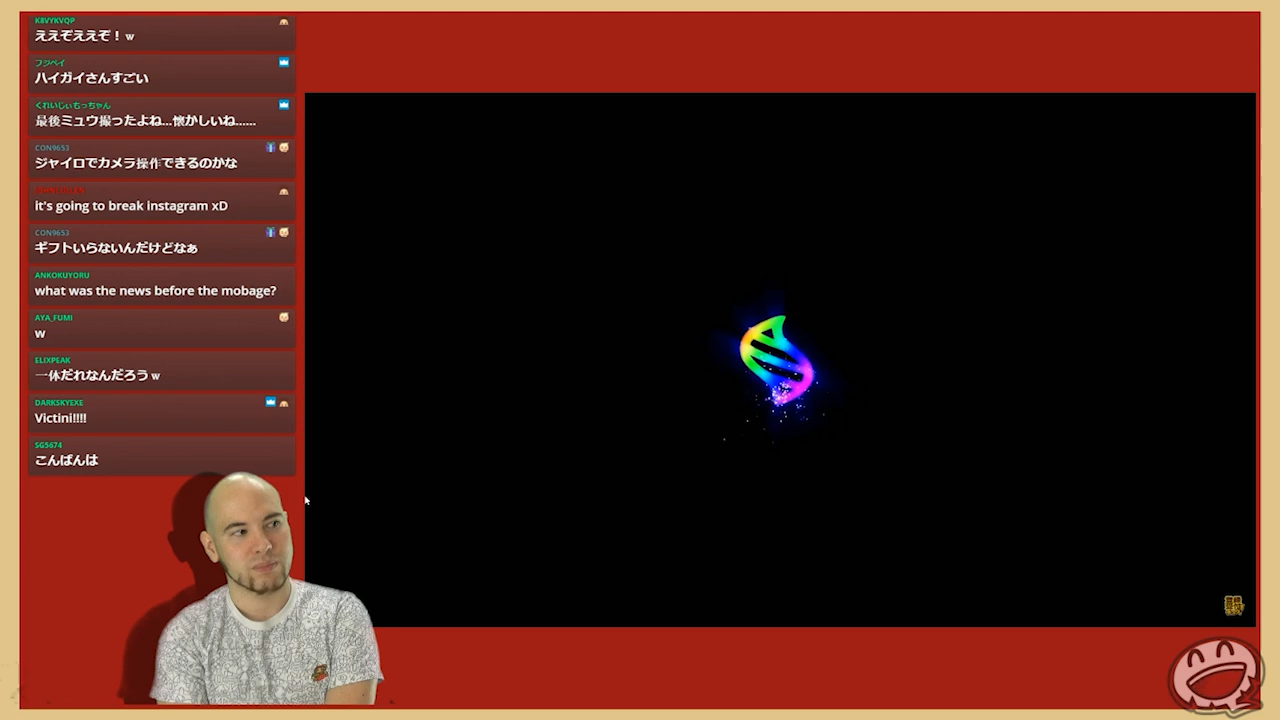 K8VYKVQP
ええぞええぞ！w
フジベイ
ハイガイさんすごい
くれいじぃもっちゃん
最後ミュウ撮ったよね...懐かしいね......
CON9653
ジャイロでカメラ操作できるのかな
it's going to break instagram xD
CON9653
ギフトいらないんだけどなぁ
ANKOKUYORU
what was the news before the mobage?
AYA_FUMI
w
ELIXPEAK
一体だれなんだろうw
DARKSKYEXE
Victini!!!!
SG5674
こんばんは